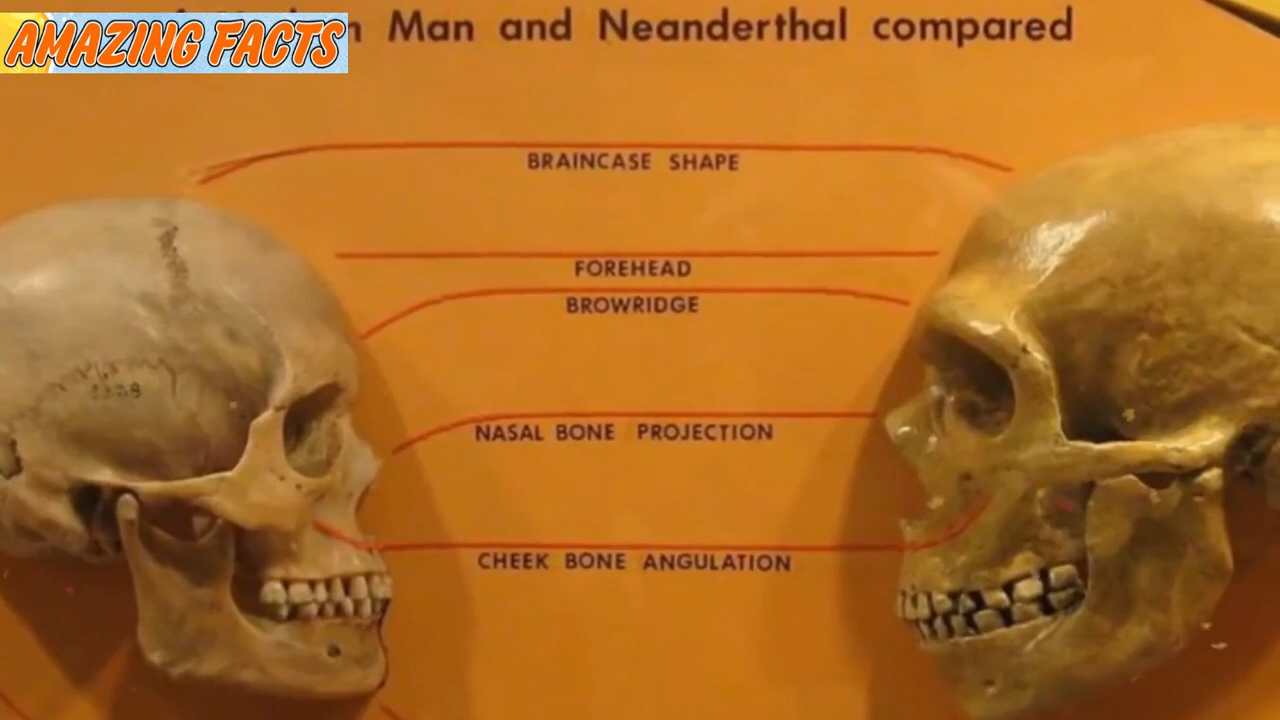 AMAZING FACTS
Man and Neanderthal compared
BRAINCASE SHAPE
FOREHEAD
BROWRIDGE
NASAL BONE PROJECTION
CHEEK BONE ANGULATION